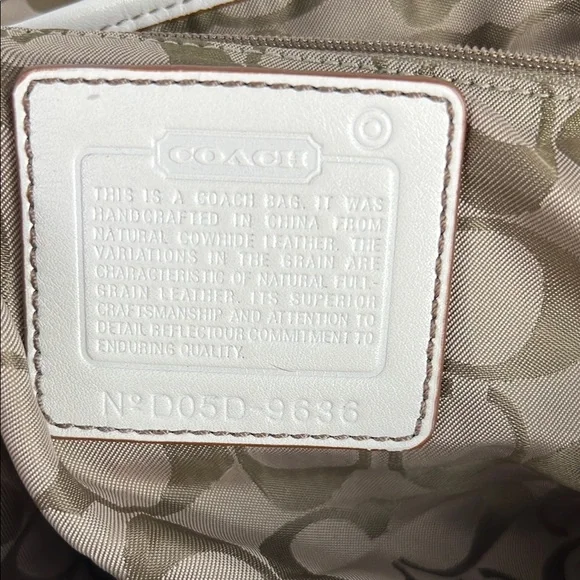 COACH
THIS IS A COACH BAG. IT WAS
HANDCRAFTED IN CHINA FROM
NATURAL COWHIDE LEATHER. THE
VARIATIONS IN THE GRAIN ARE
CHARACTERISTIC OF NATURAL FULL-
GRAIN LEATHER. ITS SUPERIOR
CRAFTSMANSHIP AND ATTENTION TO
DETAIL REFLECT OUR COMMITMENT TO
ENDURING QUALITY.
Nº D05D-9636